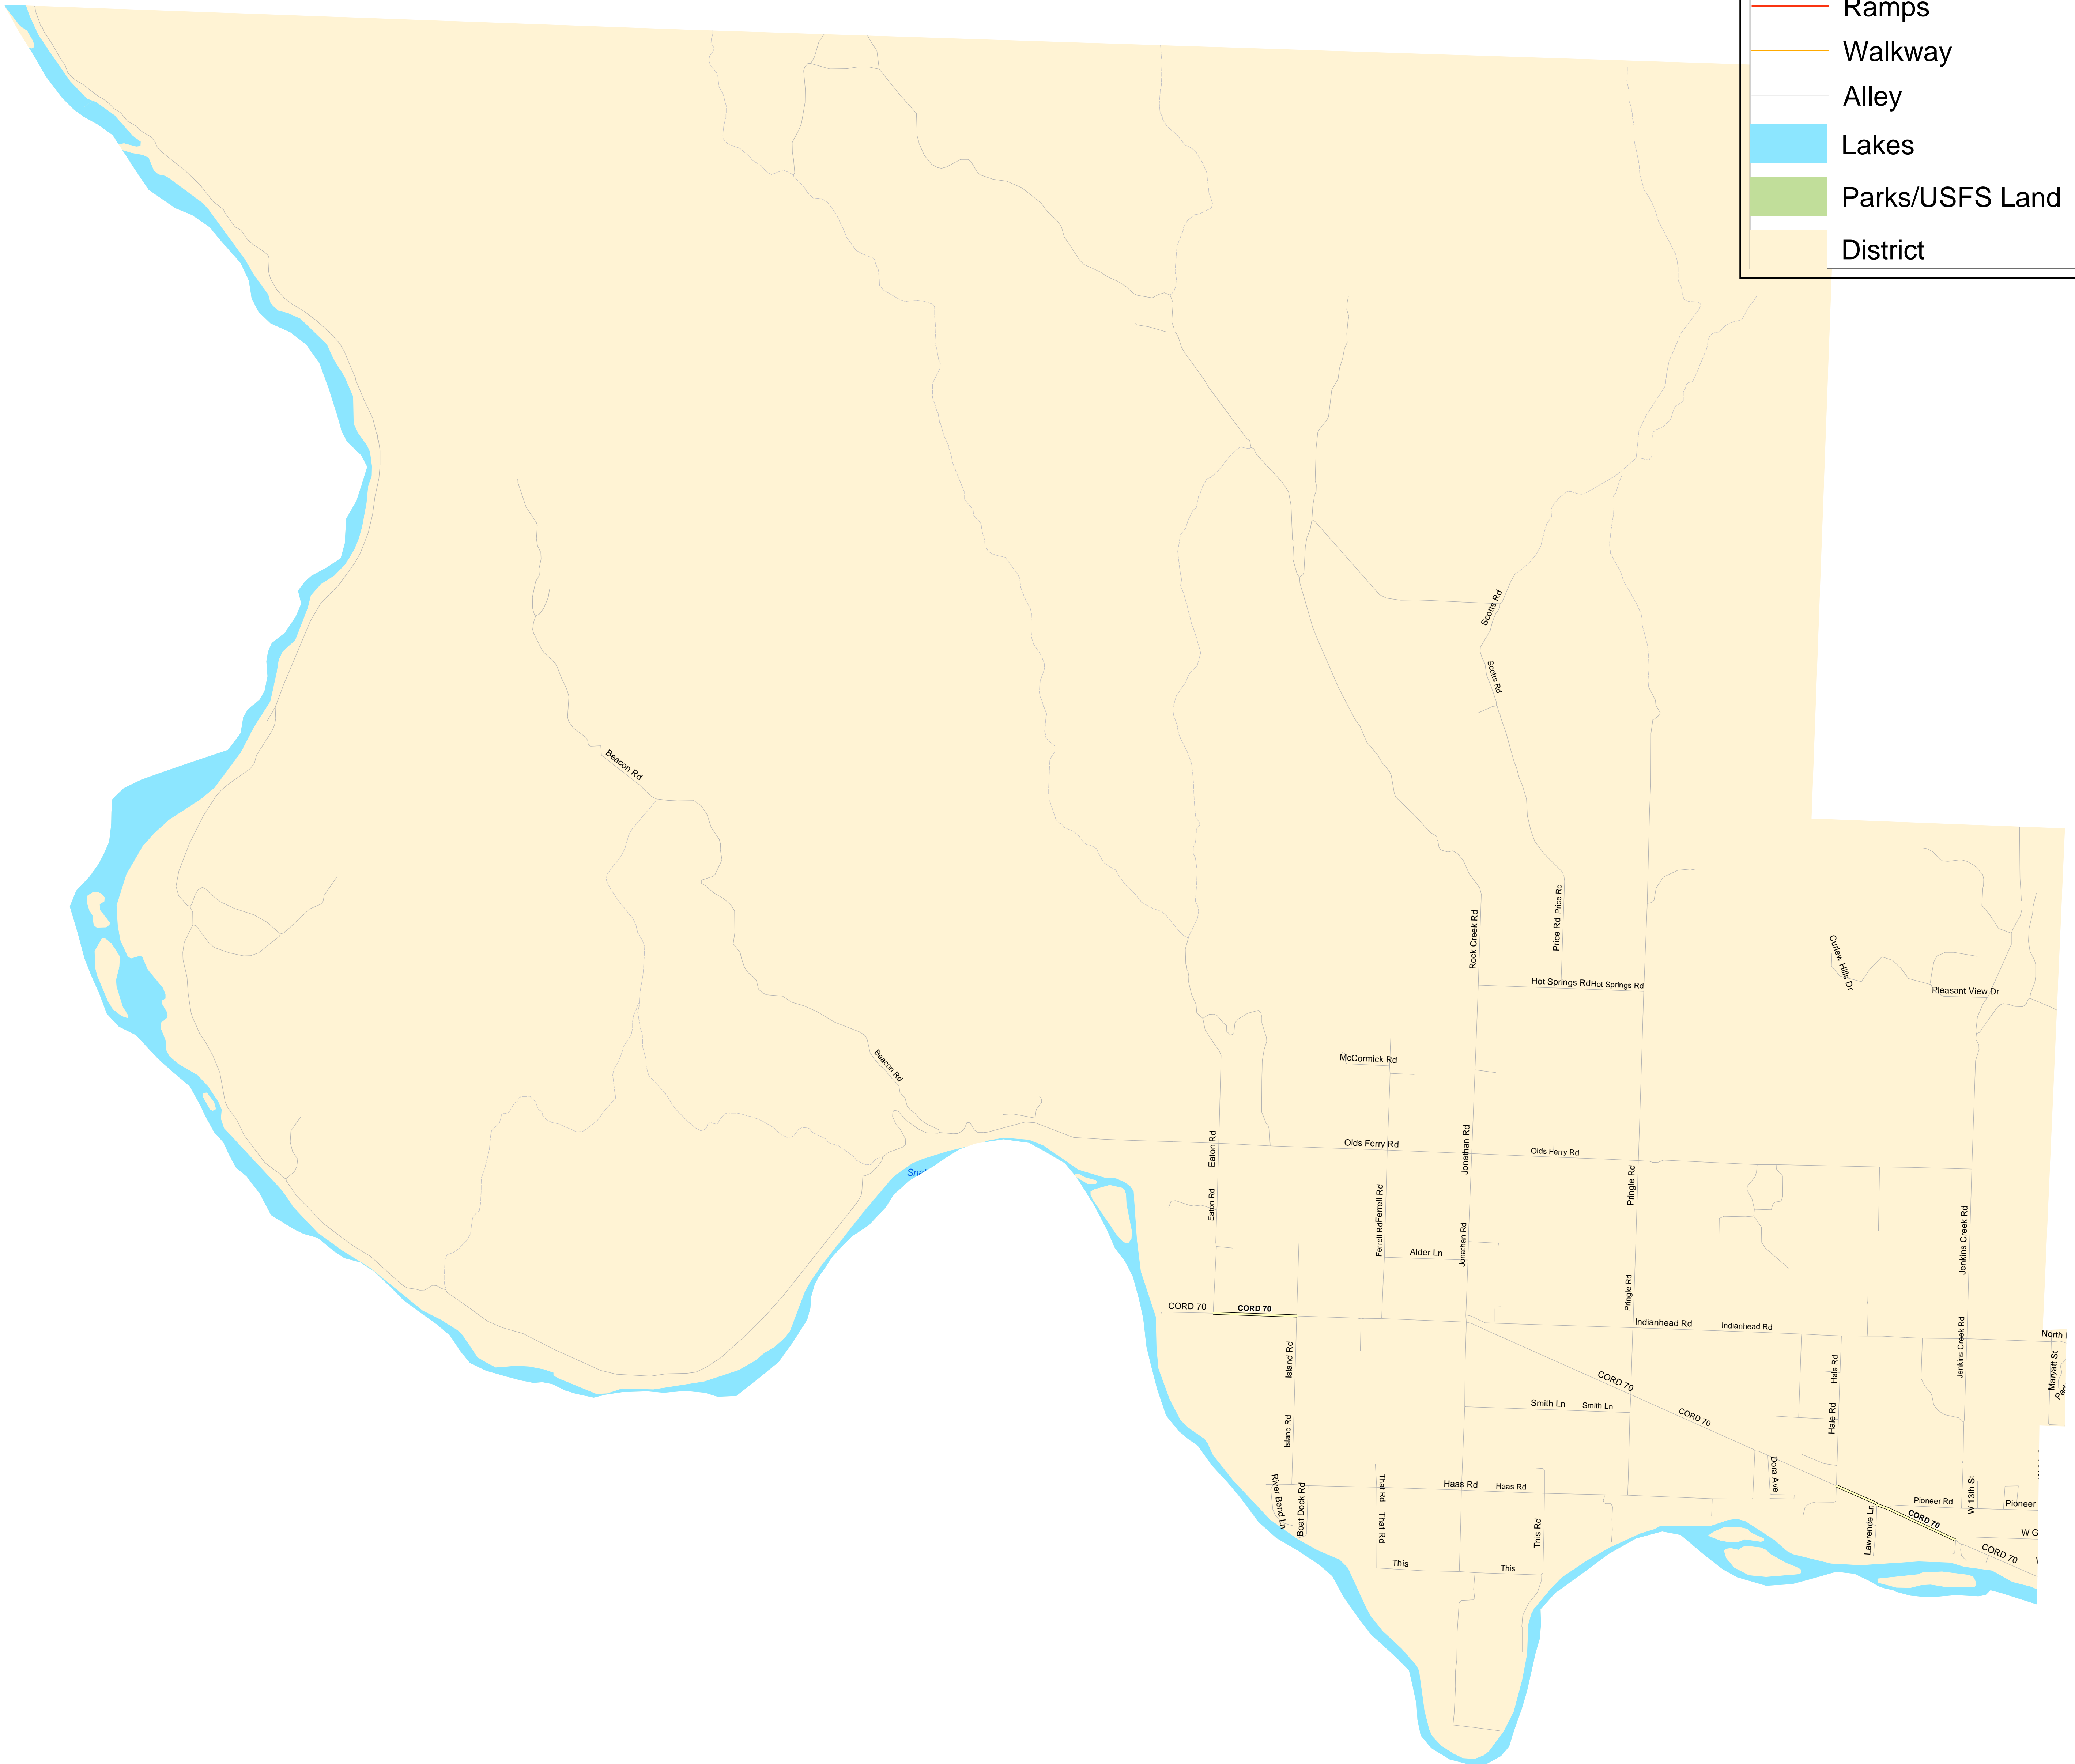 Ramps
Walkway
Alley
Lakes
Parks/USFS Land
District
Scotts Rd
Scotts Rd
Beacon Rd
Price Rd
Price Rd
Rock Creek Rd
Curlew Hills Dr
Hot Springs Rd
Hot Springs Rd
Pleasant View Dr
McCormick Rd
Beacon Rd
Eaton Rd
Olds Ferry Rd
Jonathan Rd
Olds Ferry Rd
Pringle Rd
Eaton Rd
Ferrell Rd
Ferrell Rd
Jonathan Rd
Alder Ln
Jenkins Creek Rd
Pringle Rd
CORD 70
CORD 70
Indianhead Rd
Indianhead Rd
North
Island Rd
Hale Rd
Jenkins Creek Rd
Maryatt St
CORD 70
Smith Ln
Smith Ln
CORD 70
Hale Rd
Island Rd
Dora Ave
River Bend Ln
Boat Dock Rd
That Rd
Haas Rd
Haas Rd
W 13th St
Pioneer Rd
Pioneer
That Rd
This Rd
Lawrence Ln
CORD 70
W G
CORD 70
This
This